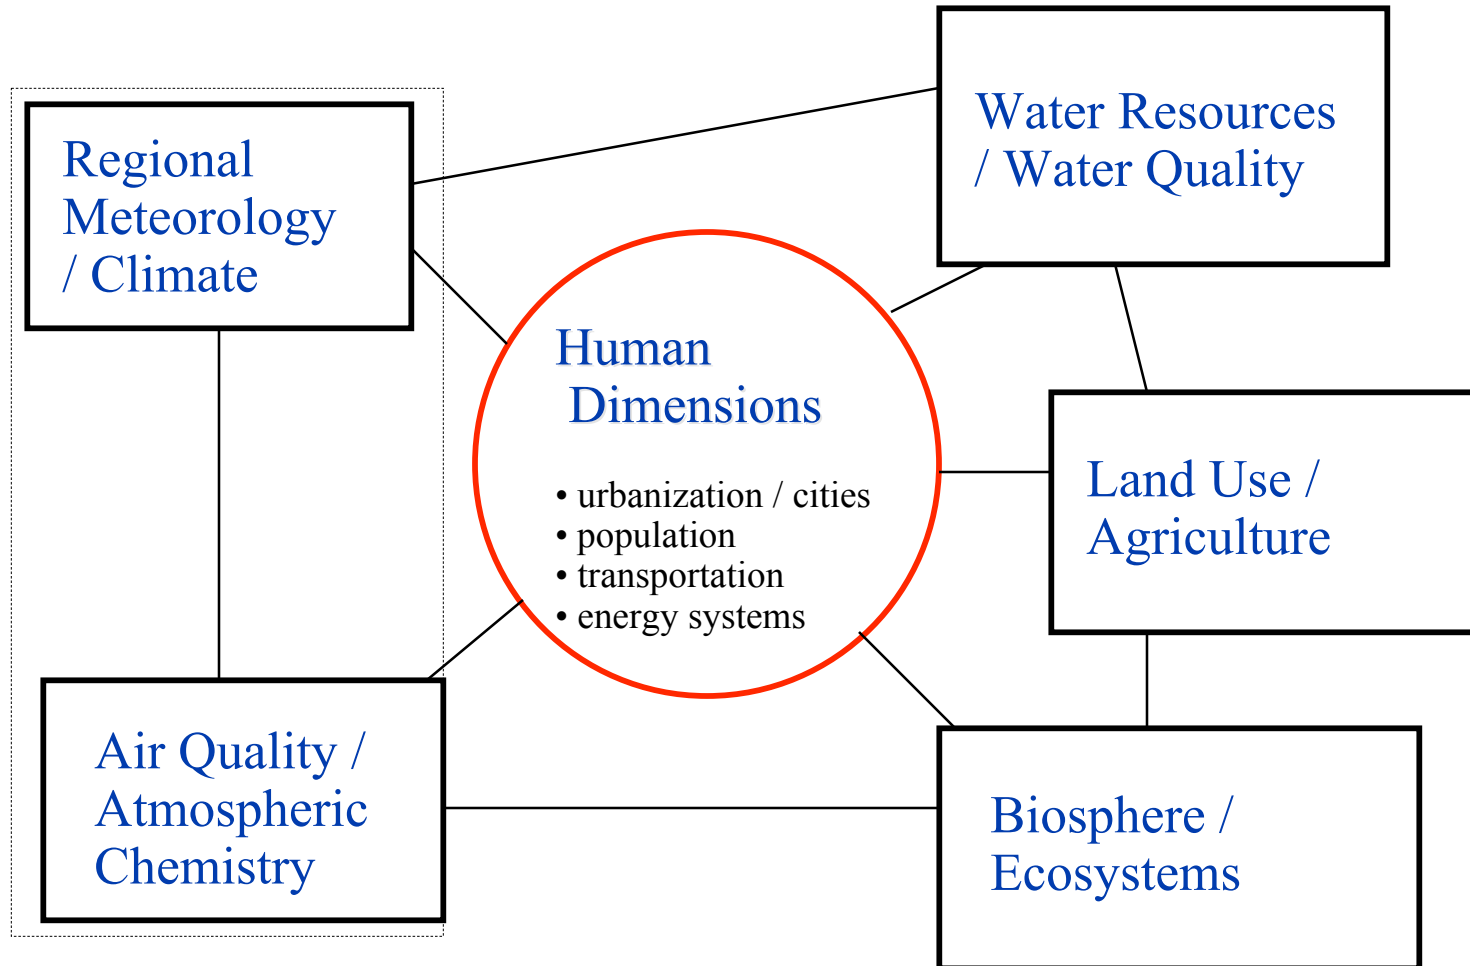 Regional
Meteorology
/ Climate
Water Resources
/ Water Quality
Human
Dimensions
• urbanization / cities
• population
• transportation
• energy systems
Land Use /
Agriculture
Air Quality /
Atmospheric
Chemistry
Biosphere /
Ecosystems